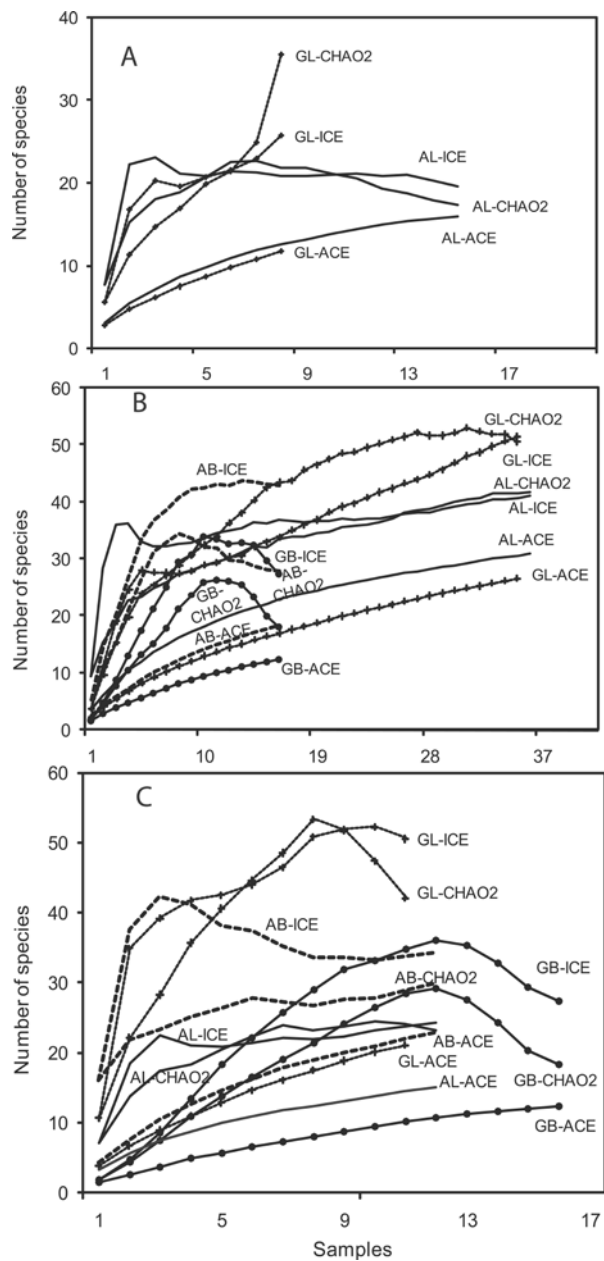 A
Number of species
40
30
20
10
0
GL-CHAO2
GL-ICE
AL-ICE
AL-CHAO2
AL-ACE
GL-ACE
1 5 9 13 17
B
Number of species
60
50
40
30
20
10
0
GL-CHAO2
GL-ICE
AB-ICE
AL-CHAO2
AL-ICE
AL-ACE
GB-ICE
AB-
CHAO2
GB-
CHAO2
GL-ACE
AB-ACE
GB-ACE
1 10 19 28 37
C
Number of species
60
50
40
30
20
10
0
GL-ICE
GL-CHAO2
AB-ICE
GB-ICE
AB-CHAO2
AL-ICE
AB-ACE
GL-ACE
AL-CHAO2
GB-CHAO2
AL-ACE
GB-ACE
1 5 9 13 17
Samples